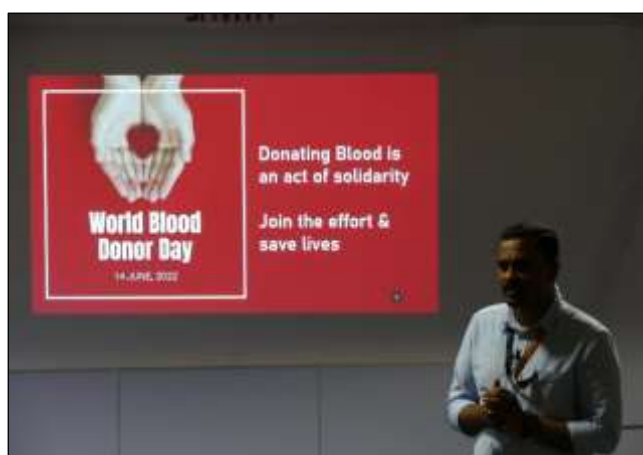 World Blood
Donor Day
14 JUNE, 2022
Donating Blood is
an act of solidarity
Join the effort &
save lives